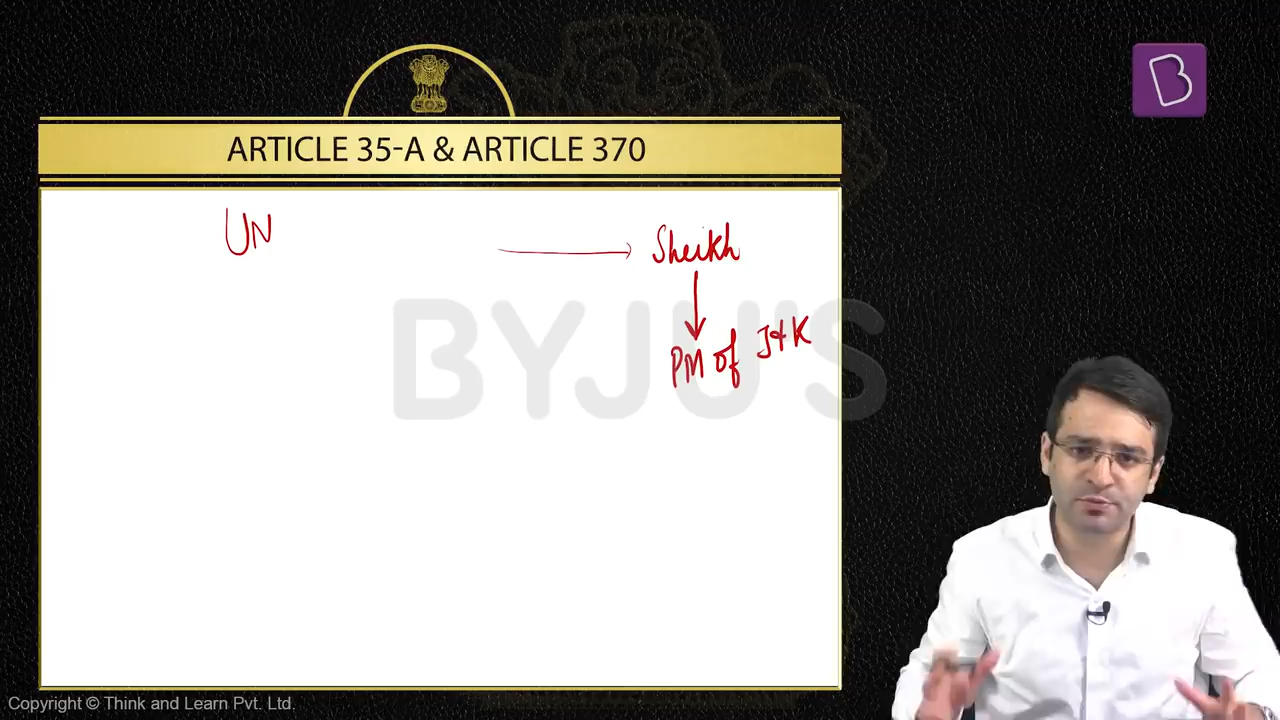 ARTICLE 35-A & ARTICLE 370
UN
Sheikh
PM of J+K
BYJU'S
Copyright © Think and Learn Pvt. Ltd.